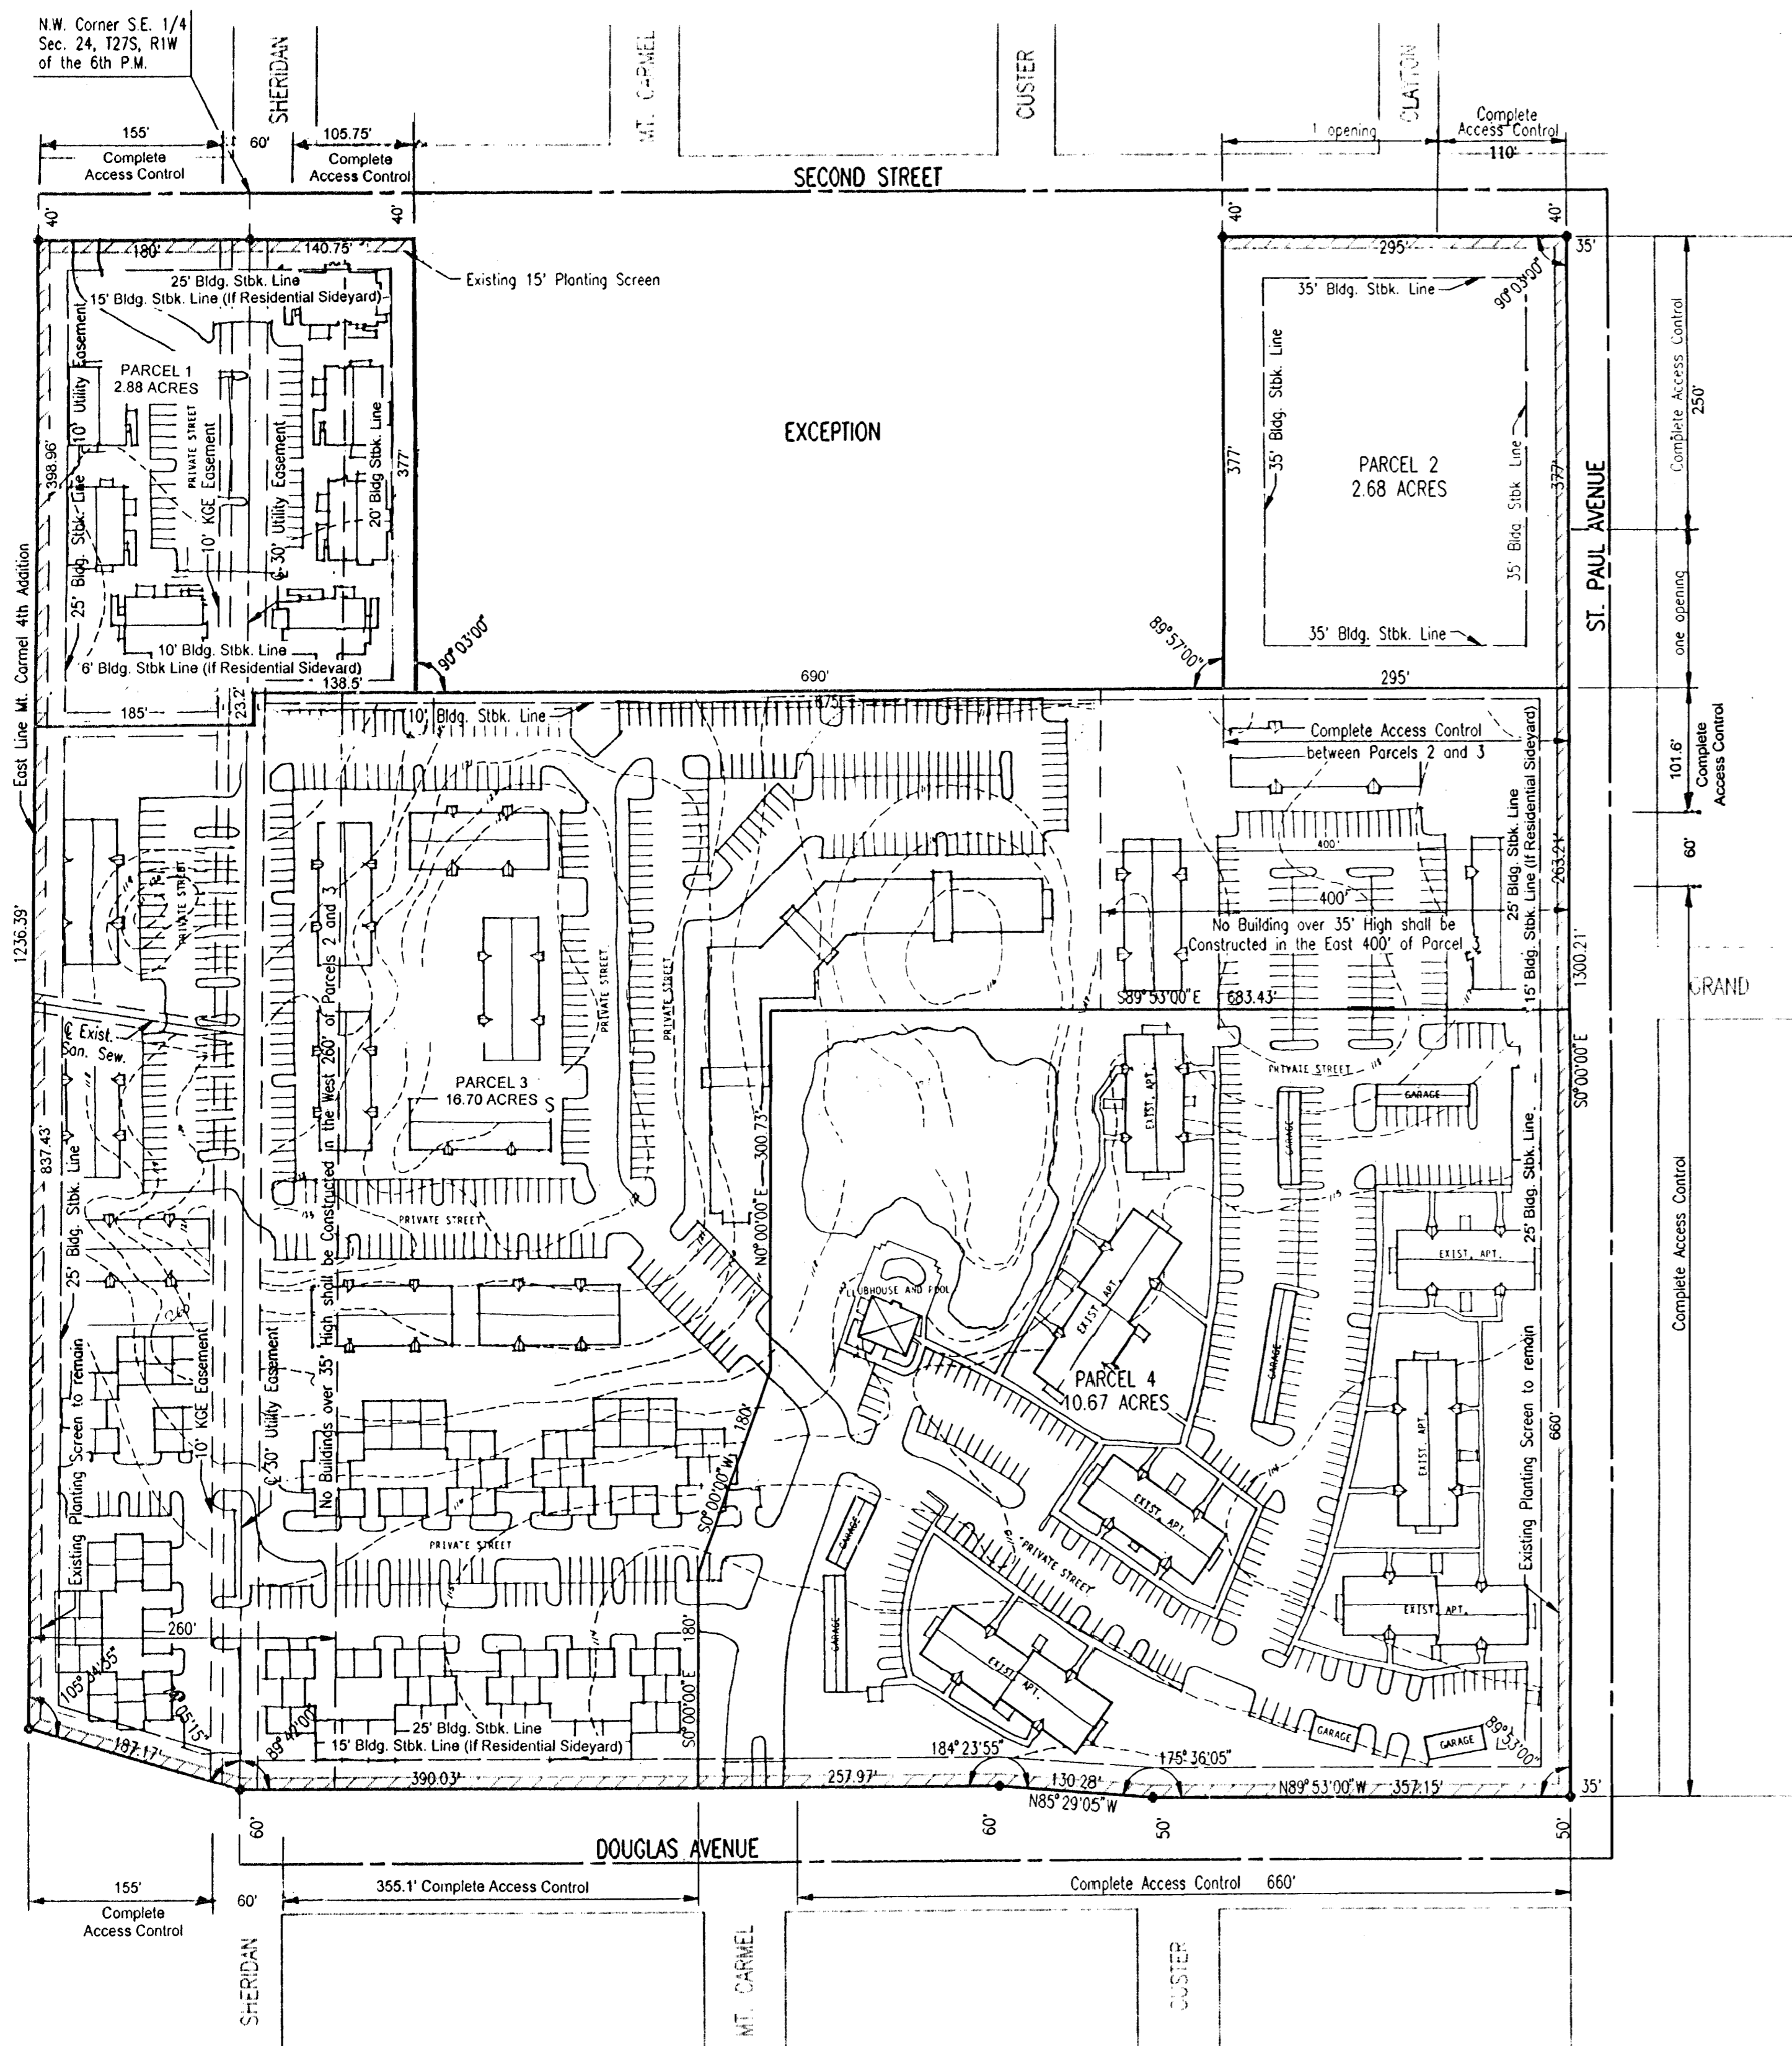 N.W. Corner S.E. 1/4
Sec. 24, T27S, R1W
of the 6th P.M.
SHERIDAN
MT. CARMEL
CUSTER
CLAYTON
155'
60'
105.75'
Complete
Access Control
Complete
Access Control
1 opening
Complete
Access Control
110'
SECOND STREET
40'
40'
40'
40'
180'
140.75'
295'
35'
Existing 15' Planting Screen
25' Bldg. Stbk. Line
15' Bldg. Stbk. Line (If Residential Sideyard)
35' Bldg. Stbk. Line
90°03'00"
PARCEL 1
2.88 ACRES
10' Utility Easement
PRIVATE STREET
10' KGE Easement
℄ 30' Utility Easement
20' Bldg Stbk. Line
377'
398.96'
25' Bldg. Stbk. Line
East Line Mt. Carmel 4th Addition
EXCEPTION
377'
35' Bldg. Stbk. Line
PARCEL 2
2.68 ACRES
35' Bldg Stbk Line
377'
ST. PAUL AVENUE
Complete Access Control
250'
one opening
10' Bldg. Stbk. Line
6' Bldg. Stbk Line (If Residential Sideyard)
138.5'
90°03'00"
89°57'00"
35' Bldg. Stbk. Line
690'
295'
185'
23.2'
10' Bldg. Stbk. Line
675'
Complete Access Control
between Parcels 2 and 3
101.6'
Complete
Access Control
60'
25' Bldg. Stbk. Line
15' Bldg. Stbk. Line (If Residential Sideyard)
263.21'
1300.21'
400'
400'
No Building over 35' High shall be
Constructed in the East 400' of Parcel 3
GRAND
1236.39'
PRIVATE STREET
PRIVATE STREET
PRIVATE STREET
S89°53'00"E 683.43'
℄ Exist.
San. Sew.
No Buildings over 35' High shall be Constructed in the West 260' of Parcels 2 and 3
PARCEL 3
16.70 ACRES
S
N0°00'00"E 300.73'
EXIST. APT.
PRIVATE STREET
GARAGE
GARAGE
S0°00'00"E
837.43'
25' Bldg. Stbk. Line
25' Bldg. Stbk. Line
Complete Access Control
PRIVATE STREET
EXIST. APT.
CLUBHOUSE AND POOL
EXIST. APT.
GARAGE
PARCEL 4
10.67 ACRES
10' KGE Easement
℄ 30' Utility Easement
Existing Planting Screen to remain
180'
S0°00'00"W
EXIST. APT.
660'
Existing Planting Screen to remain
EXIST. APT.
GARAGE
PRIVATE STREET
PRIVATE STREET
GARAGE
EXIST. APT.
260'
180'
S0°00'00"E
EXIST. APT.
105°04'35"
187.17'
89°42'00"
25' Bldg. Stbk. Line
15' Bldg. Stbk. Line (If Residential Sideyard)
GARAGE
GARAGE
89°53'00"
184°23'55"
175°36'05"
390.03'
257.97'
130.28'
N85°29'05"W
N89°53'00"W 357.15'
35'
60'
60'
50'
50'
DOUGLAS AVENUE
155'
Complete
Access Control
60'
355.1' Complete Access Control
Complete Access Control 660'
SHERIDAN
MT. CARMEL
CUSTER